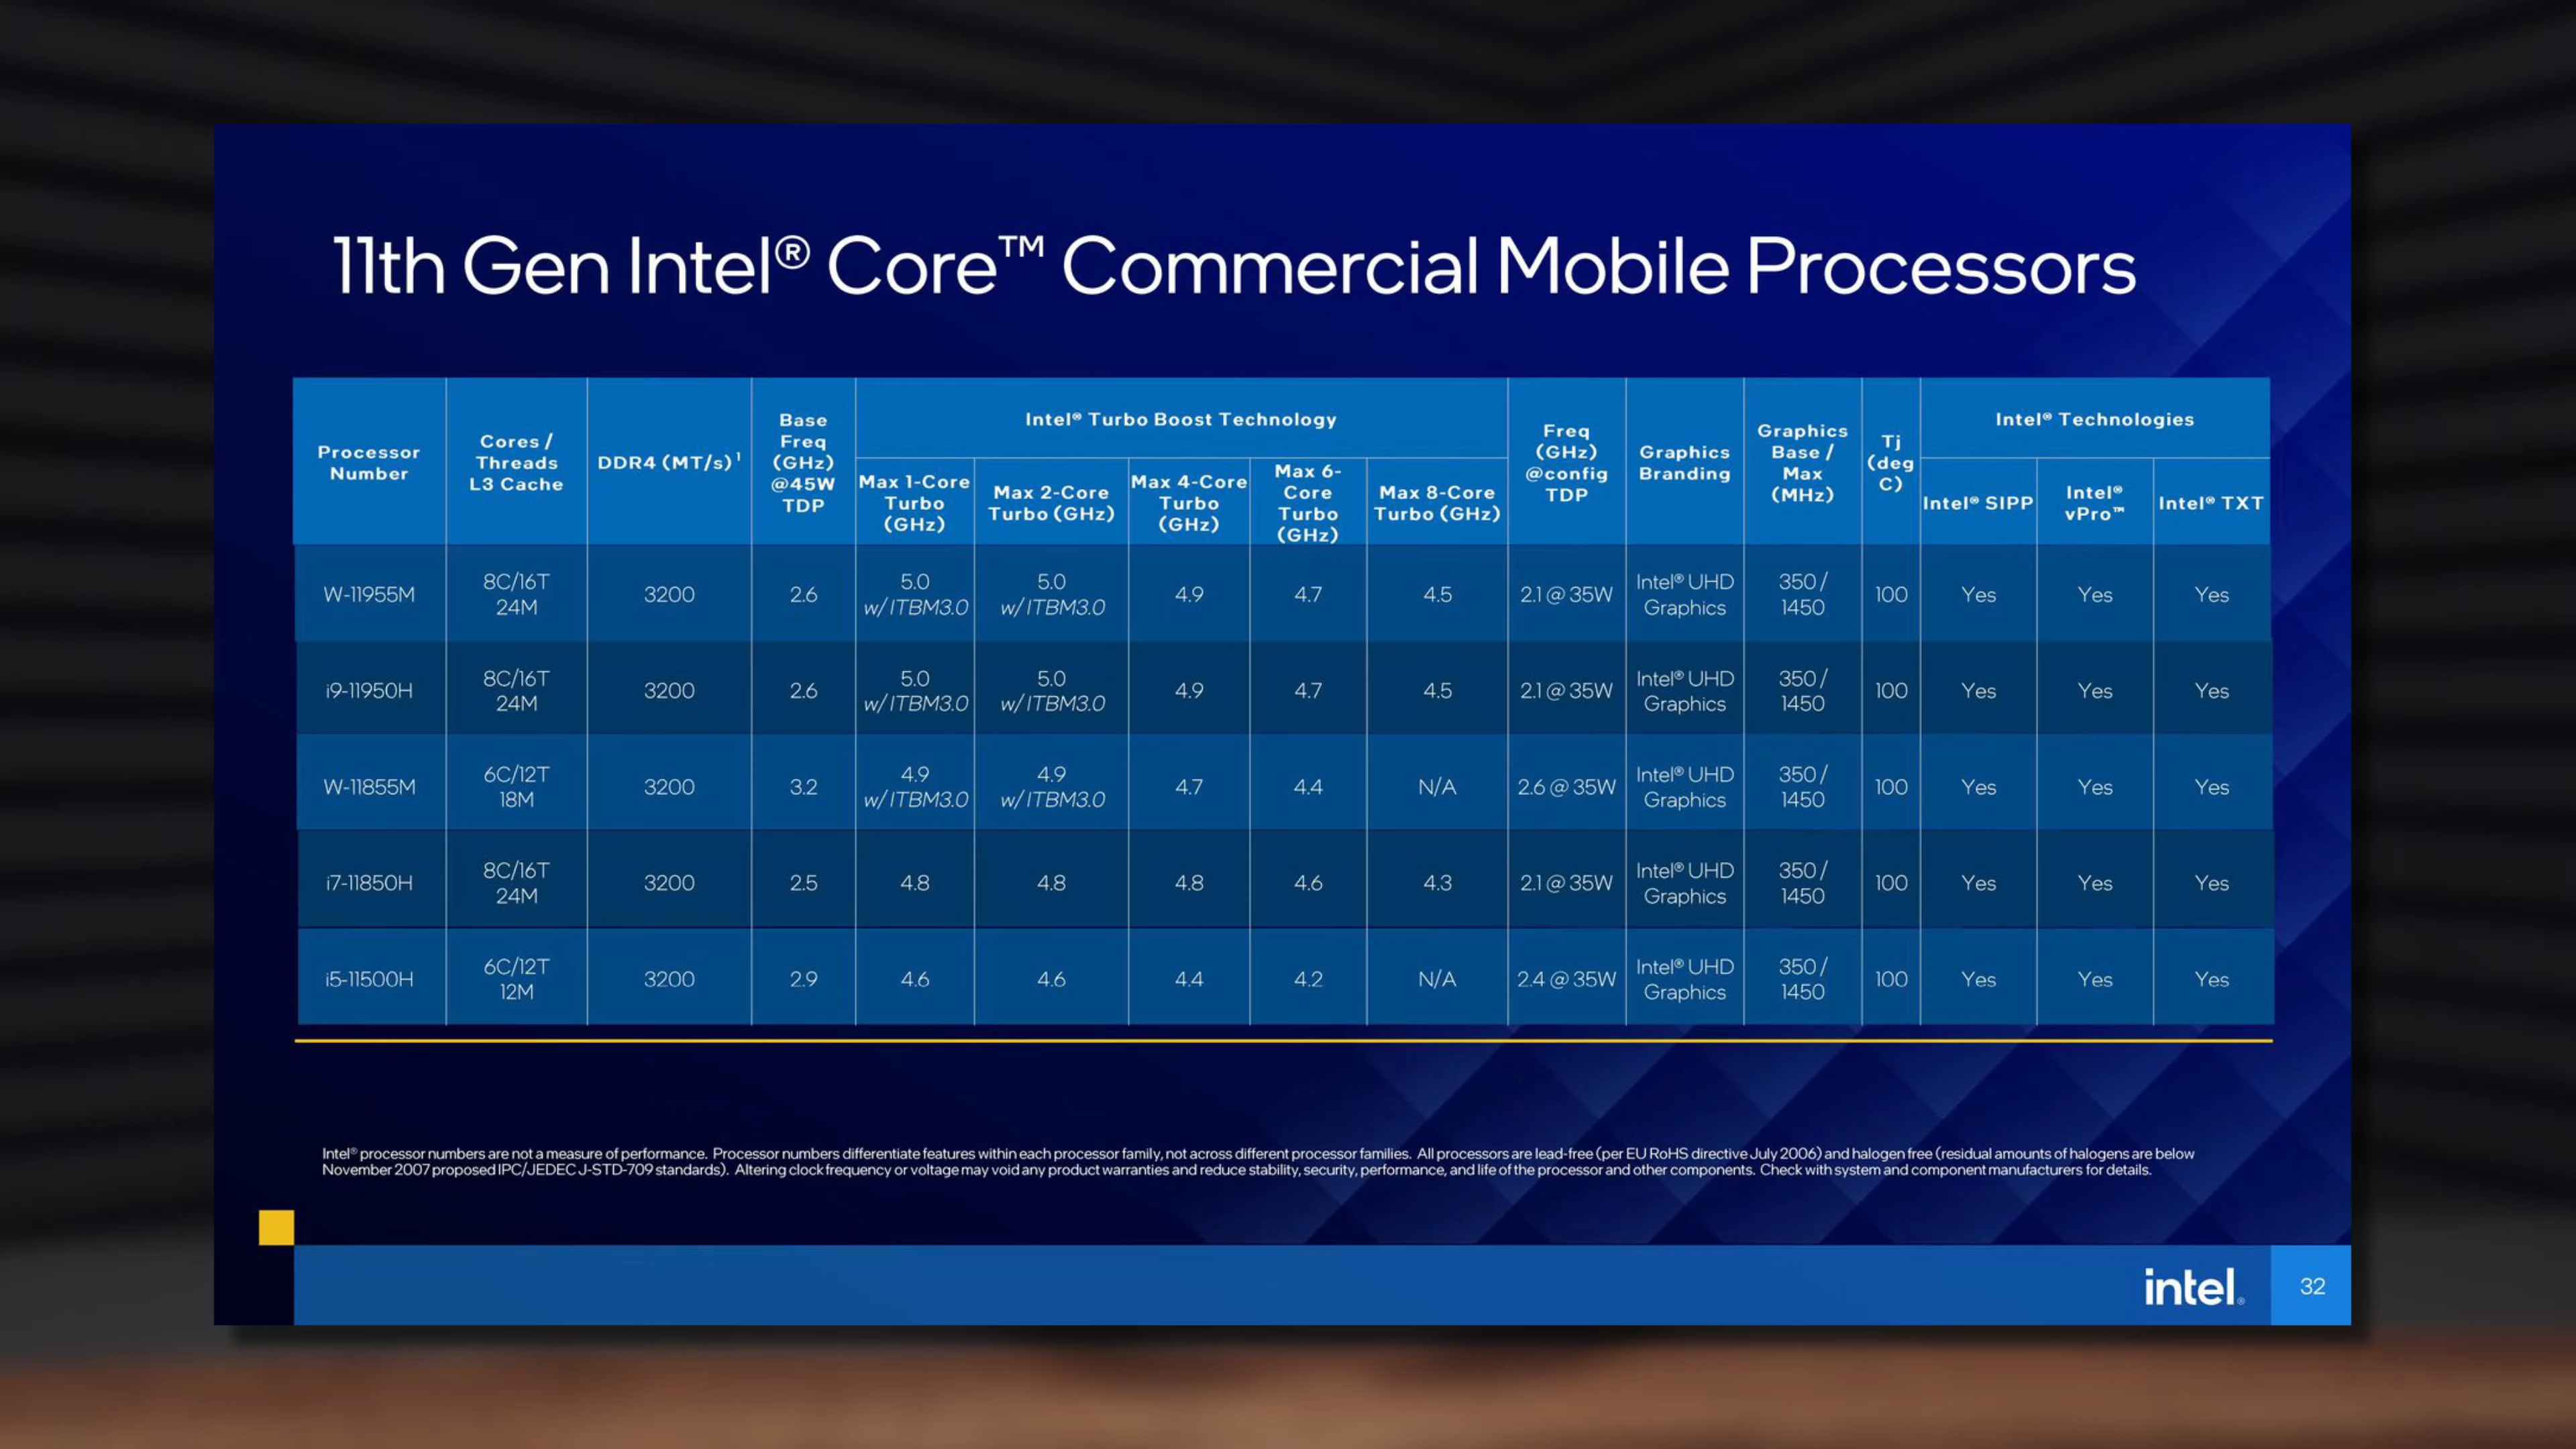 11th Gen Intel® Core™ Commercial Mobile Processors
Processor Number
Cores / Threads L3 Cache
DDR4 (MT/s)¹
Base Freq (GHz) @45W TDP
Intel® Turbo Boost Technology
Max 1-Core Turbo (GHz)
Max 2-Core Turbo (GHz)
Max 4-Core Turbo (GHz)
Max 6-Core Turbo (GHz)
Max 8-Core Turbo (GHz)
Freq (GHz) @config TDP
Graphics Branding
Graphics Base / Max (MHz)
Tj (deg C)
Intel® Technologies
Intel® SIPP
Intel® vPro™
Intel® TXT
W-11955M 8C/16T 24M 3200 2.6 5.0 w/ITBM3.0 5.0 w/ITBM3.0 4.9 4.7 4.5 2.1 @ 35W Intel® UHD Graphics 350 / 1450 100 Yes Yes Yes
i9-11950H 8C/16T 24M 3200 2.6 5.0 w/ITBM3.0 5.0 w/ITBM3.0 4.9 4.7 4.5 2.1 @ 35W Intel® UHD Graphics 350 / 1450 100 Yes Yes Yes
W-11855M 6C/12T 18M 3200 3.2 4.9 w/ITBM3.0 4.9 w/ITBM3.0 4.7 4.4 N/A 2.6 @ 35W Intel® UHD Graphics 350 / 1450 100 Yes Yes Yes
i7-11850H 8C/16T 24M 3200 2.5 4.8 4.8 4.8 4.6 4.3 2.1 @ 35W Intel® UHD Graphics 350 / 1450 100 Yes Yes Yes
i5-11500H 6C/12T 12M 3200 2.9 4.6 4.6 4.4 4.2 N/A 2.4 @ 35W Intel® UHD Graphics 350 / 1450 100 Yes Yes Yes
Intel® processor numbers are not a measure of performance. Processor numbers differentiate features within each processor family, not across different processor families. All processors are lead-free (per EU RoHS directive July 2006) and halogen free (residual amounts of halogens are below
November 2007 proposed IPC/JEDEC J-STD-709 standards). Altering clock frequency or voltage may void any product warranties and reduce stability, security, performance, and life of the processor and other components. Check with system and component manufacturers for details.
intel®
32